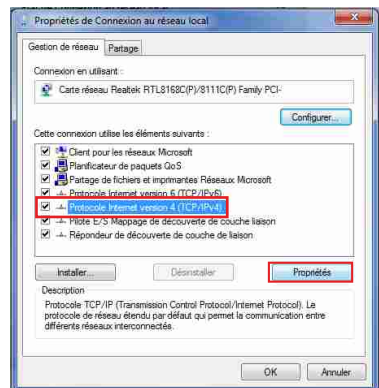 Propriétés de Connexion au réseau local
Gestion de réseau
Partage
Connexion en utilisant :
Carte réseau Realtek RTL8168C(P)/8111C(P) Family PCI-
Configurer...
Cette connexion utilise les éléments suivants :
Client pour les réseaux Microsoft
Planificateur de paquets QoS
Partage de fichiers et imprimantes Réseaux Microsoft
Protocole Internet version 6 (TCP/IPv6)
Protocole Internet version 4 (TCP/IPv4)
Pilote E/S Mappage de découverte de couche liaison
Répondeur de découverte de couche de liaison
Installer...
Désinstaller
Propriétés
Description
Protocole TCP/IP (Transmission Control Protocol/Internet Protocol). Le
protocole de réseau étendu par défaut qui permet la communication entre
différents réseaux interconnectés.
OK
Annuler